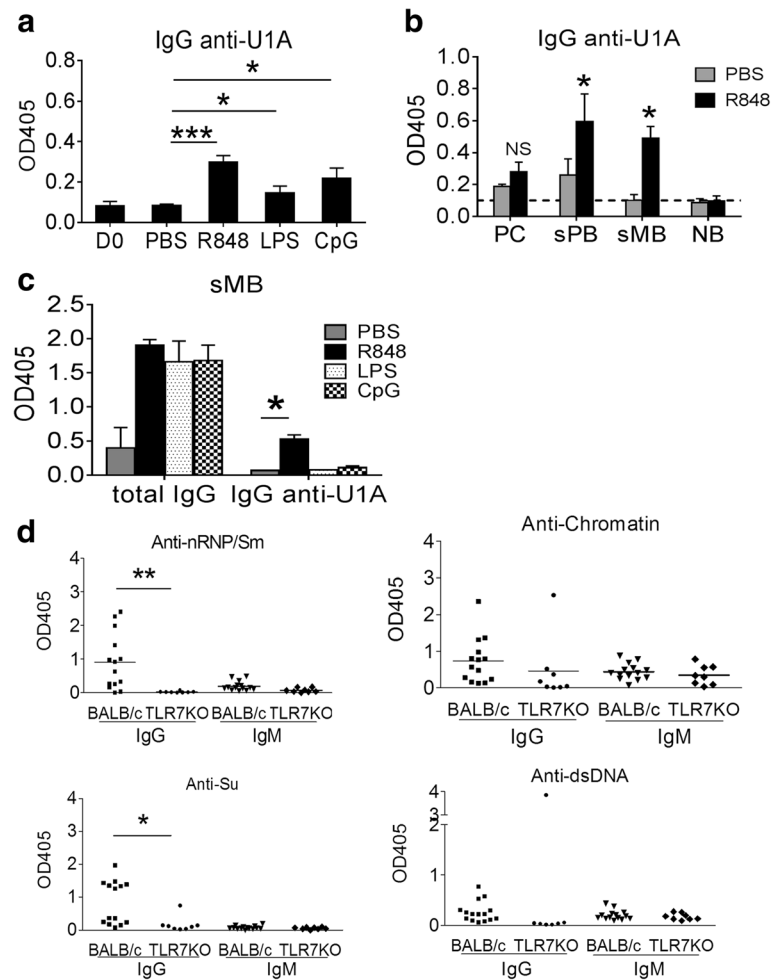 a
IgG anti-U1A
OD405
0.8
0.6
0.4
0.2
0.0
*
*
***
D0 PBS R848 LPS CpG
b
IgG anti-U1A
OD405
1.0
0.8
0.6
0.4
0.2
0.0
PBS
R848
NS
*
*
PC sPB sMB NB
c
sMB
OD405
2.5
2.0
1.5
1.0
0.5
0.0
PBS
R848
LPS
CpG
*
total IgG IgG anti-U1A
d
Anti-nRNP/Sm
OD405
4
3
2
1
0
**
BALB/c TLR7KO BALB/c TLR7KO
IgG IgM
Anti-Chromatin
OD405
4
3
2
1
0
BALB/c TLR7KO BALB/c TLR7KO
IgG IgM
Anti-Su
OD405
4
3
2
1
0
*
BALB/c TLR7KO BALB/c TLR7KO
IgG IgM
Anti-dsDNA
OD405
4
3
2
1
0
BALB/c TLR7KO BALB/c TLR7KO
IgG IgM